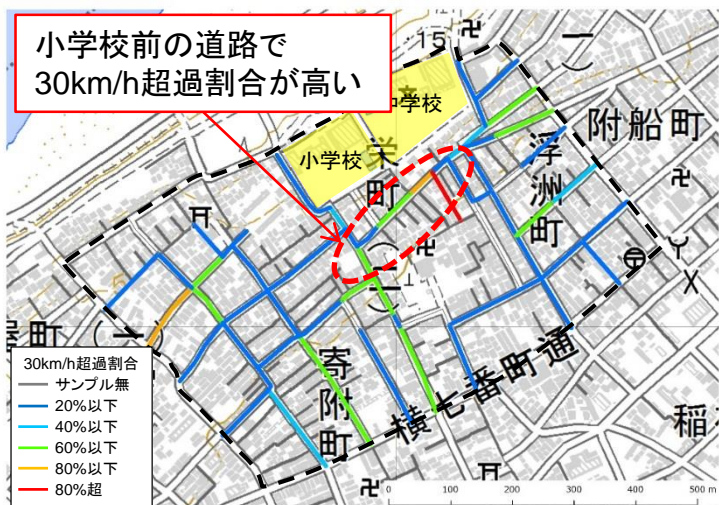 小学校前の道路で
30km/h超過割合が高い
15
中学校
小学校
栄町
(一)
附船町
浮洲町
(一)
(二)
寄附町
横七番町通
稲
30km/h超過割合
サンプル無
20%以下
40%以下
60%以下
80%以下
80%超
0 100 200 300 400 500 m